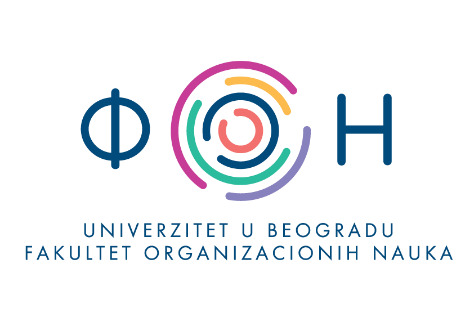 ФОН
UNIVERZITET U BEOGRADU
FAKULTET ORGANIZACIONIH NAUKA